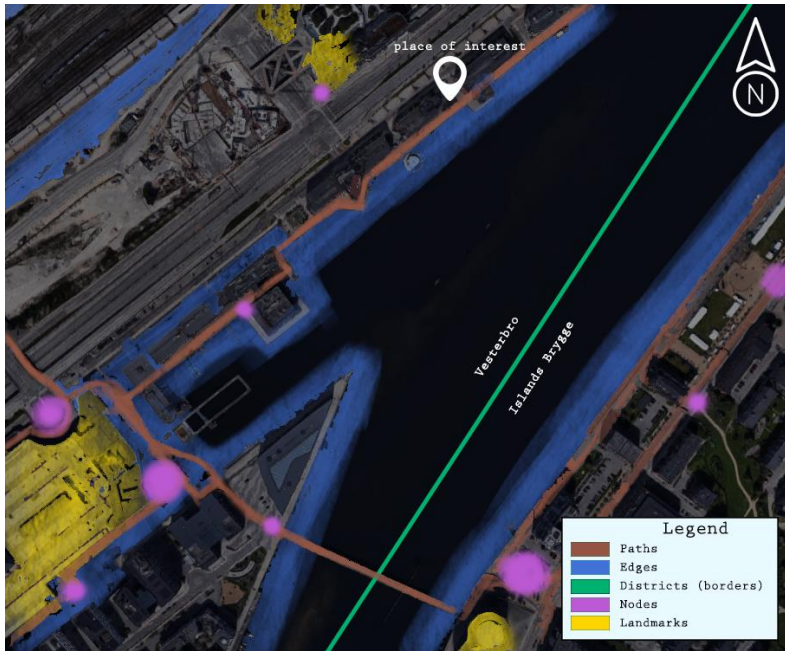 place of interest
N
Vesterbro
Islands Brygge
Legend
Paths
Edges
Districts (borders)
Nodes
Landmarks